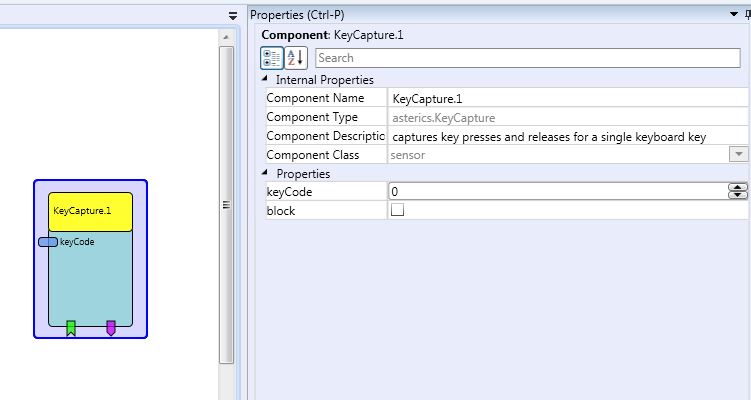 Properties (Ctrl-P)
Component: KeyCapture.1
A
Z
Search
Internal Properties
Component Name KeyCapture.1
Component Type asterics.KeyCapture
Component Descriptic captures key presses and releases for a single keyboard key
Component Class sensor
Properties
keyCode 0
block
KeyCapture.1
keyCode